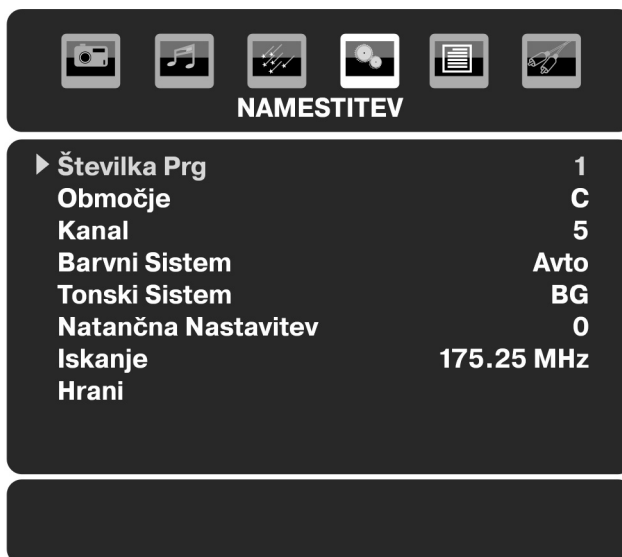 NAMESTITEV
Številka Prg 1
Območje C
Kanal 5
Barvni Sistem Avto
Tonski Sistem BG
Natančna Nastavitev 0
Iskanje 175.25 MHz
Hrani